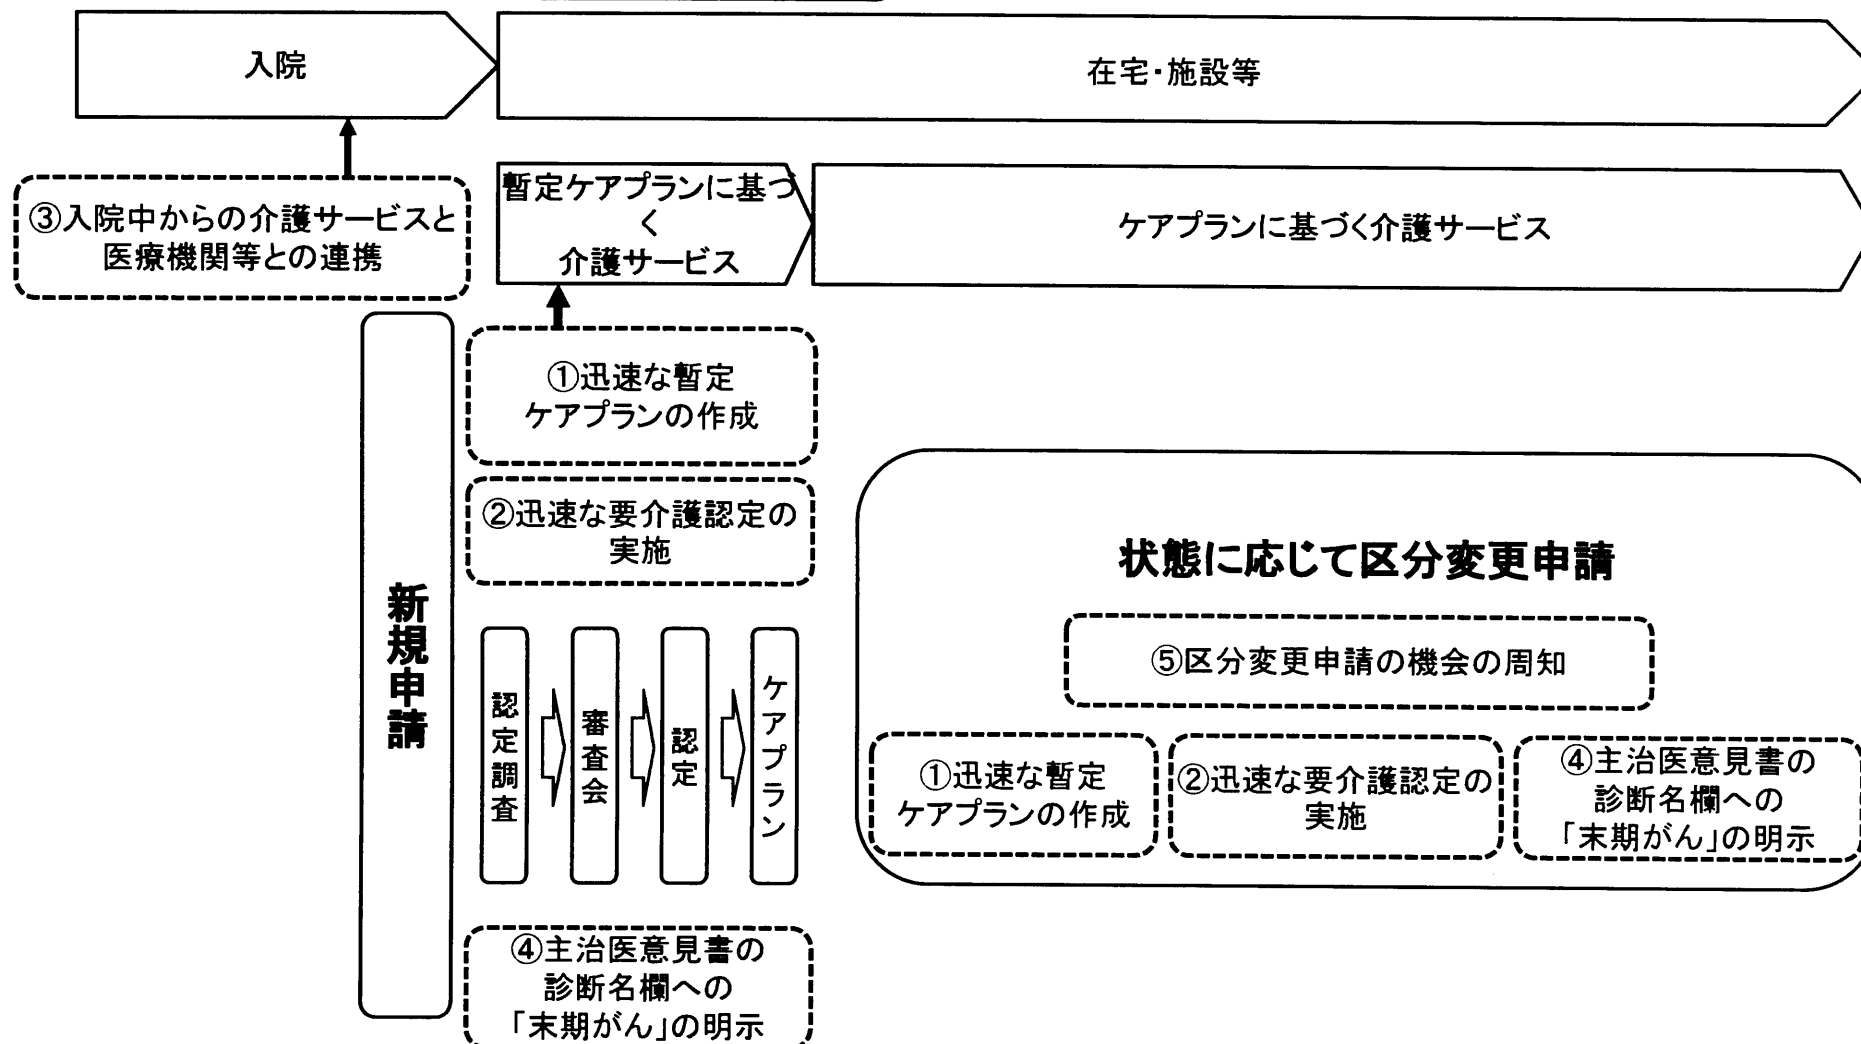 入院
在宅・施設等
③入院中からの介護サービスと
医療機関等との連携
暫定ケアプランに基づ
く
介護サービス
ケアプランに基づく介護サービス
新規申請
①迅速な暫定
ケアプランの作成
②迅速な要介護認定の
実施
認定調査
審査会
認定
ケアプラン
④主治医意見書の
診断名欄への
「末期がん」の明示
状態に応じて区分変更申請
⑤区分変更申請の機会の周知
①迅速な暫定
ケアプランの作成
②迅速な要介護認定の
実施
④主治医意見書の
診断名欄への
「末期がん」の明示